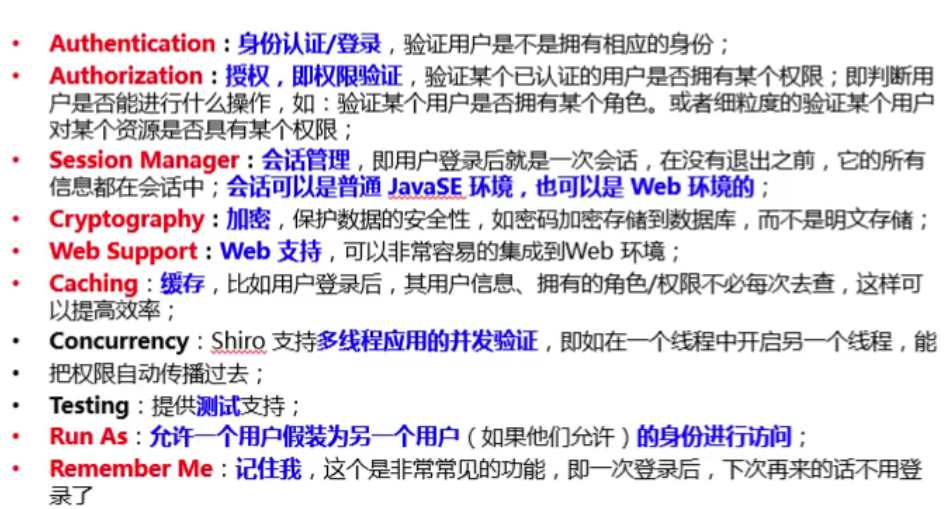 • Authentication：身份认证/登录，验证用户是不是拥有相应的身份；
• Authorization：授权，即权限验证，验证某个已认证的用户是否拥有某个权限；即判断用
户是否能进行什么操作，如：验证某个用户是否拥有某个角色。或者细粒度的验证某个用户
对某个资源是否具有某个权限；
• Session Manager：会话管理，即用户登录后就是一次会话，在没有退出之前，它的所有
信息都在会话中；会话可以是普通 JavaSE 环境，也可以是 Web 环境的；
• Cryptography：加密，保护数据的安全性，如密码加密存储到数据库，而不是明文存储；
• Web Support：Web 支持，可以非常容易的集成到Web 环境；
• Caching：缓存，比如用户登录后，其用户信息、拥有的角色/权限不必每次去查，这样可
以提高效率；
• Concurrency：Shiro 支持多线程应用的并发验证，即如在一个线程中开启另一个线程，能
• 把权限自动传播过去；
• Testing：提供测试支持；
• Run As：允许一个用户假装为另一个用户（如果他们允许）的身份进行访问；
• Remember Me：记住我，这个是非常常见的功能，即一次登录后，下次再来的话不用登
录了